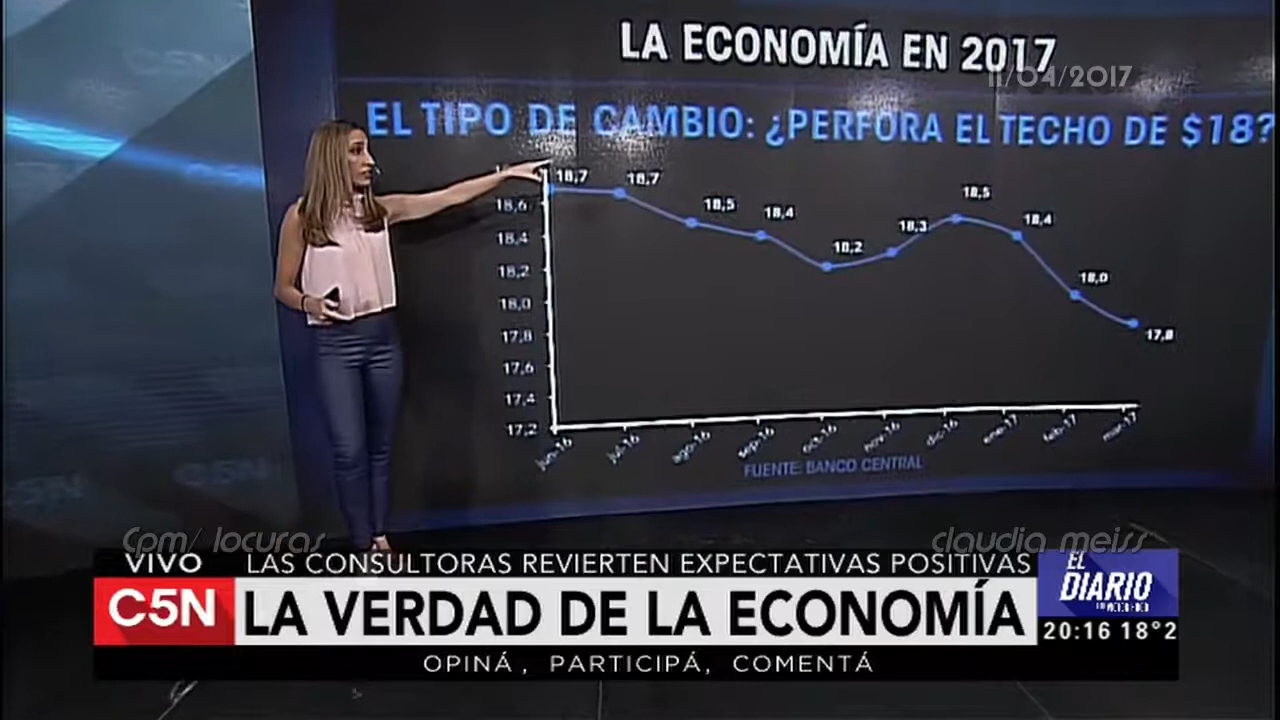 LA ECONOMÍA EN 2017
11/04/2017
EL TIPO DE CAMBIO: ¿PERFORA EL TECHO DE $18?
18,7
18,7
18,5
18,4
18,2
18,3
18,5
18,4
18,0
17,8
18,6
18,4
18,2
18,0
17,8
17,6
17,4
17,2
jun-16
jul-16
ago-16
sep-16
oct-16
nov-16
dic-16
ene-17
feb-17
mar-17
FUENTE: BANCO CENTRAL
C5N
C5N
Cpm/ locuras
claudia meiss
VIVO
LAS CONSULTORAS REVIERTEN EXPECTATIVAS POSITIVAS
C5N
LA VERDAD DE LA ECONOMÍA
EL
DIARIO
20:16 18°2
OPINÁ, PARTICIPÁ, COMENTÁ